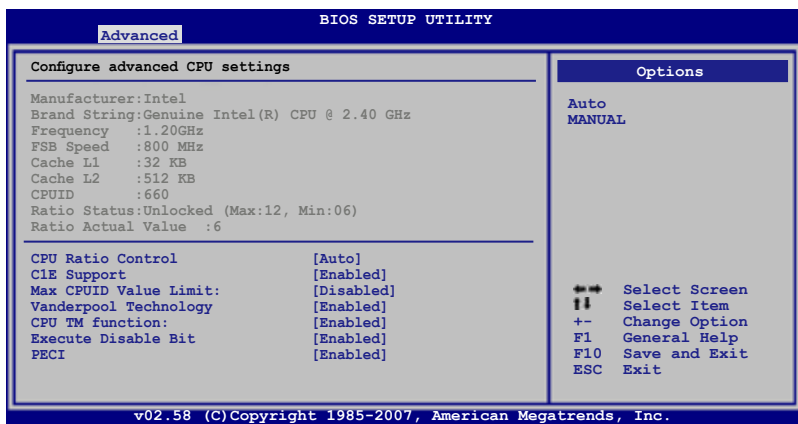 BIOS SETUP UTILITY
Advanced
Configure advanced CPU settings
Manufacturer:Intel
Brand String:Genuine Intel(R) CPU @ 2.40 GHz
Frequency :1.20GHz
FSB Speed :800 MHz
Cache L1 :32 KB
Cache L2 :512 KB
CPUID :660
Ratio Status:Unlocked (Max:12, Min:06)
Ratio Actual Value :6
CPU Ratio Control [Auto]
C1E Support [Enabled]
Max CPUID Value Limit: [Disabled]
Vanderpool Technology [Enabled]
CPU TM function: [Enabled]
Execute Disable Bit [Enabled]
PECI [Enabled]
Options
Auto
MANUAL
←→ Select Screen
↑↓ Select Item
+- Change Option
F1 General Help
F10 Save and Exit
ESC Exit
v02.58 (C)Copyright 1985-2007, American Megatrends, Inc.